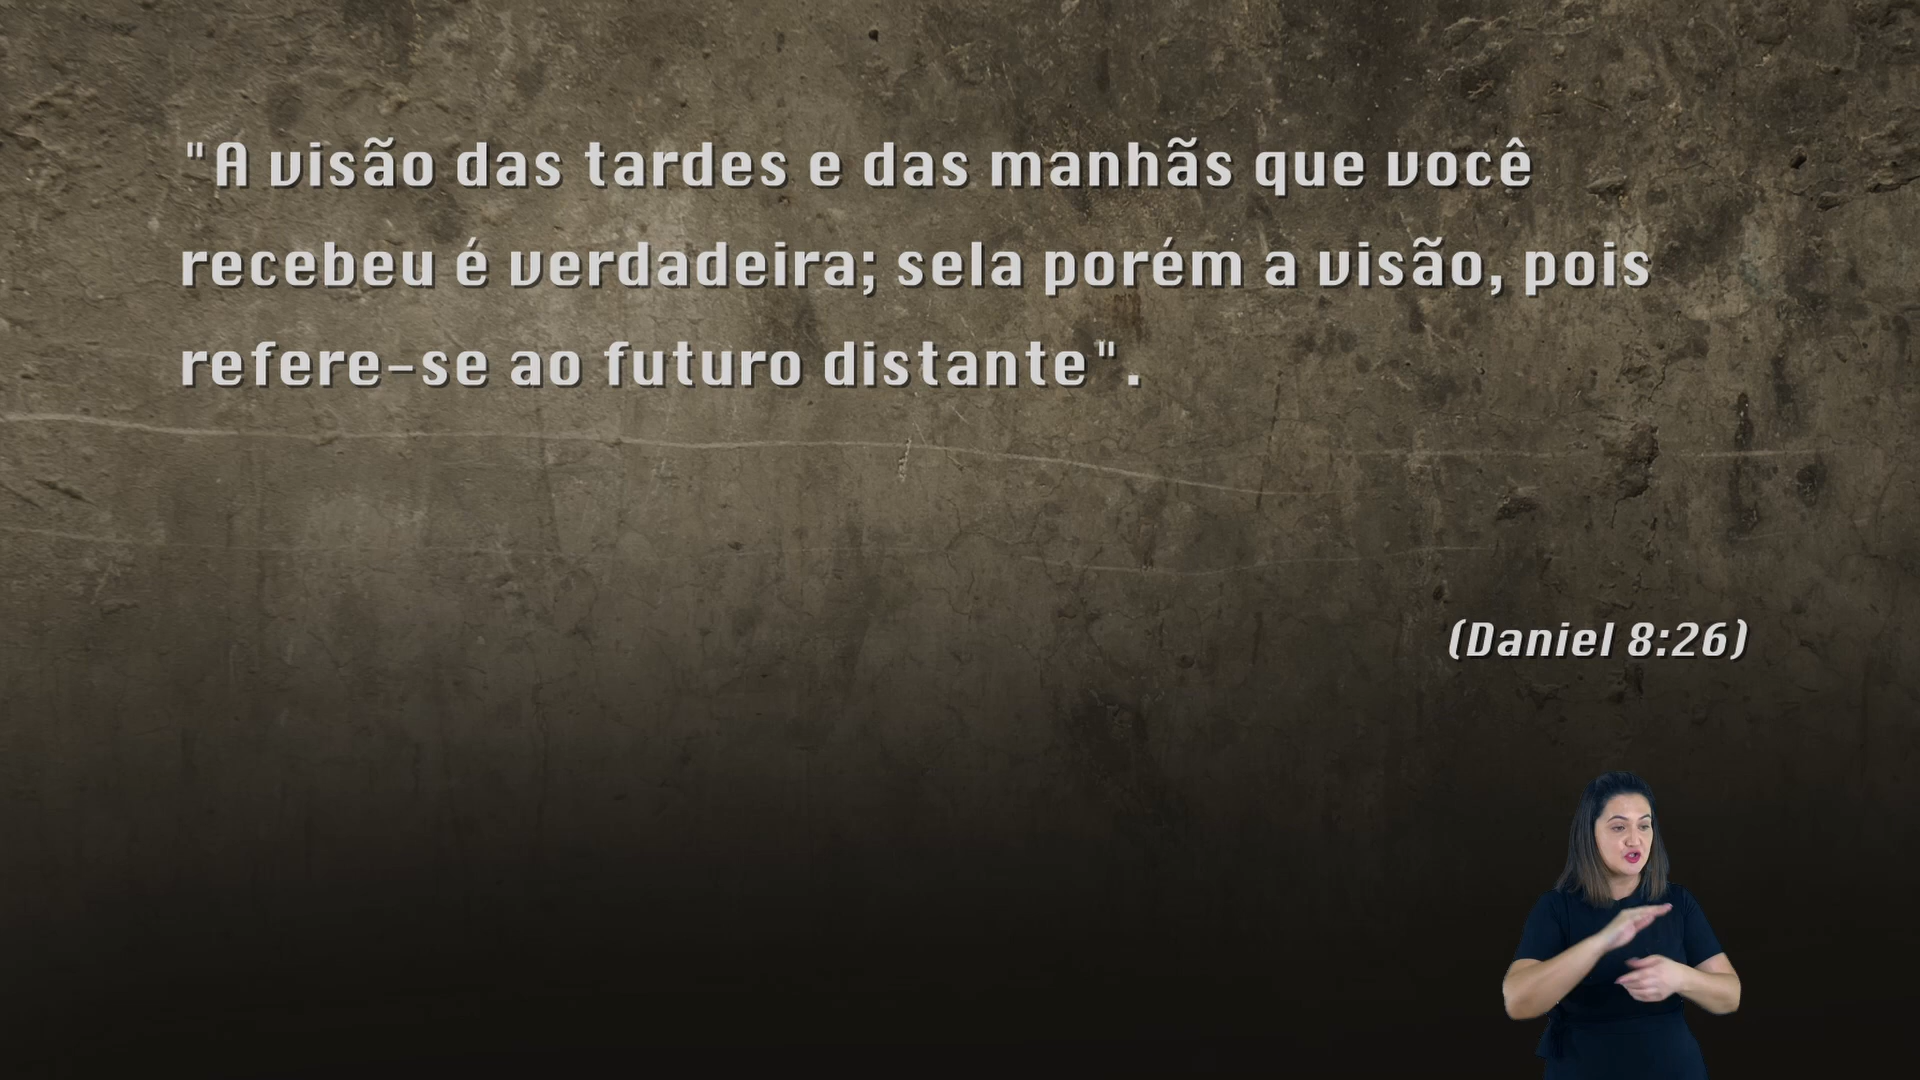 "A visão das tardes e das manhãs que você
recebeu é verdadeira; sela porém a visão, pois
refere-se ao futuro distante".
(Daniel 8:26)